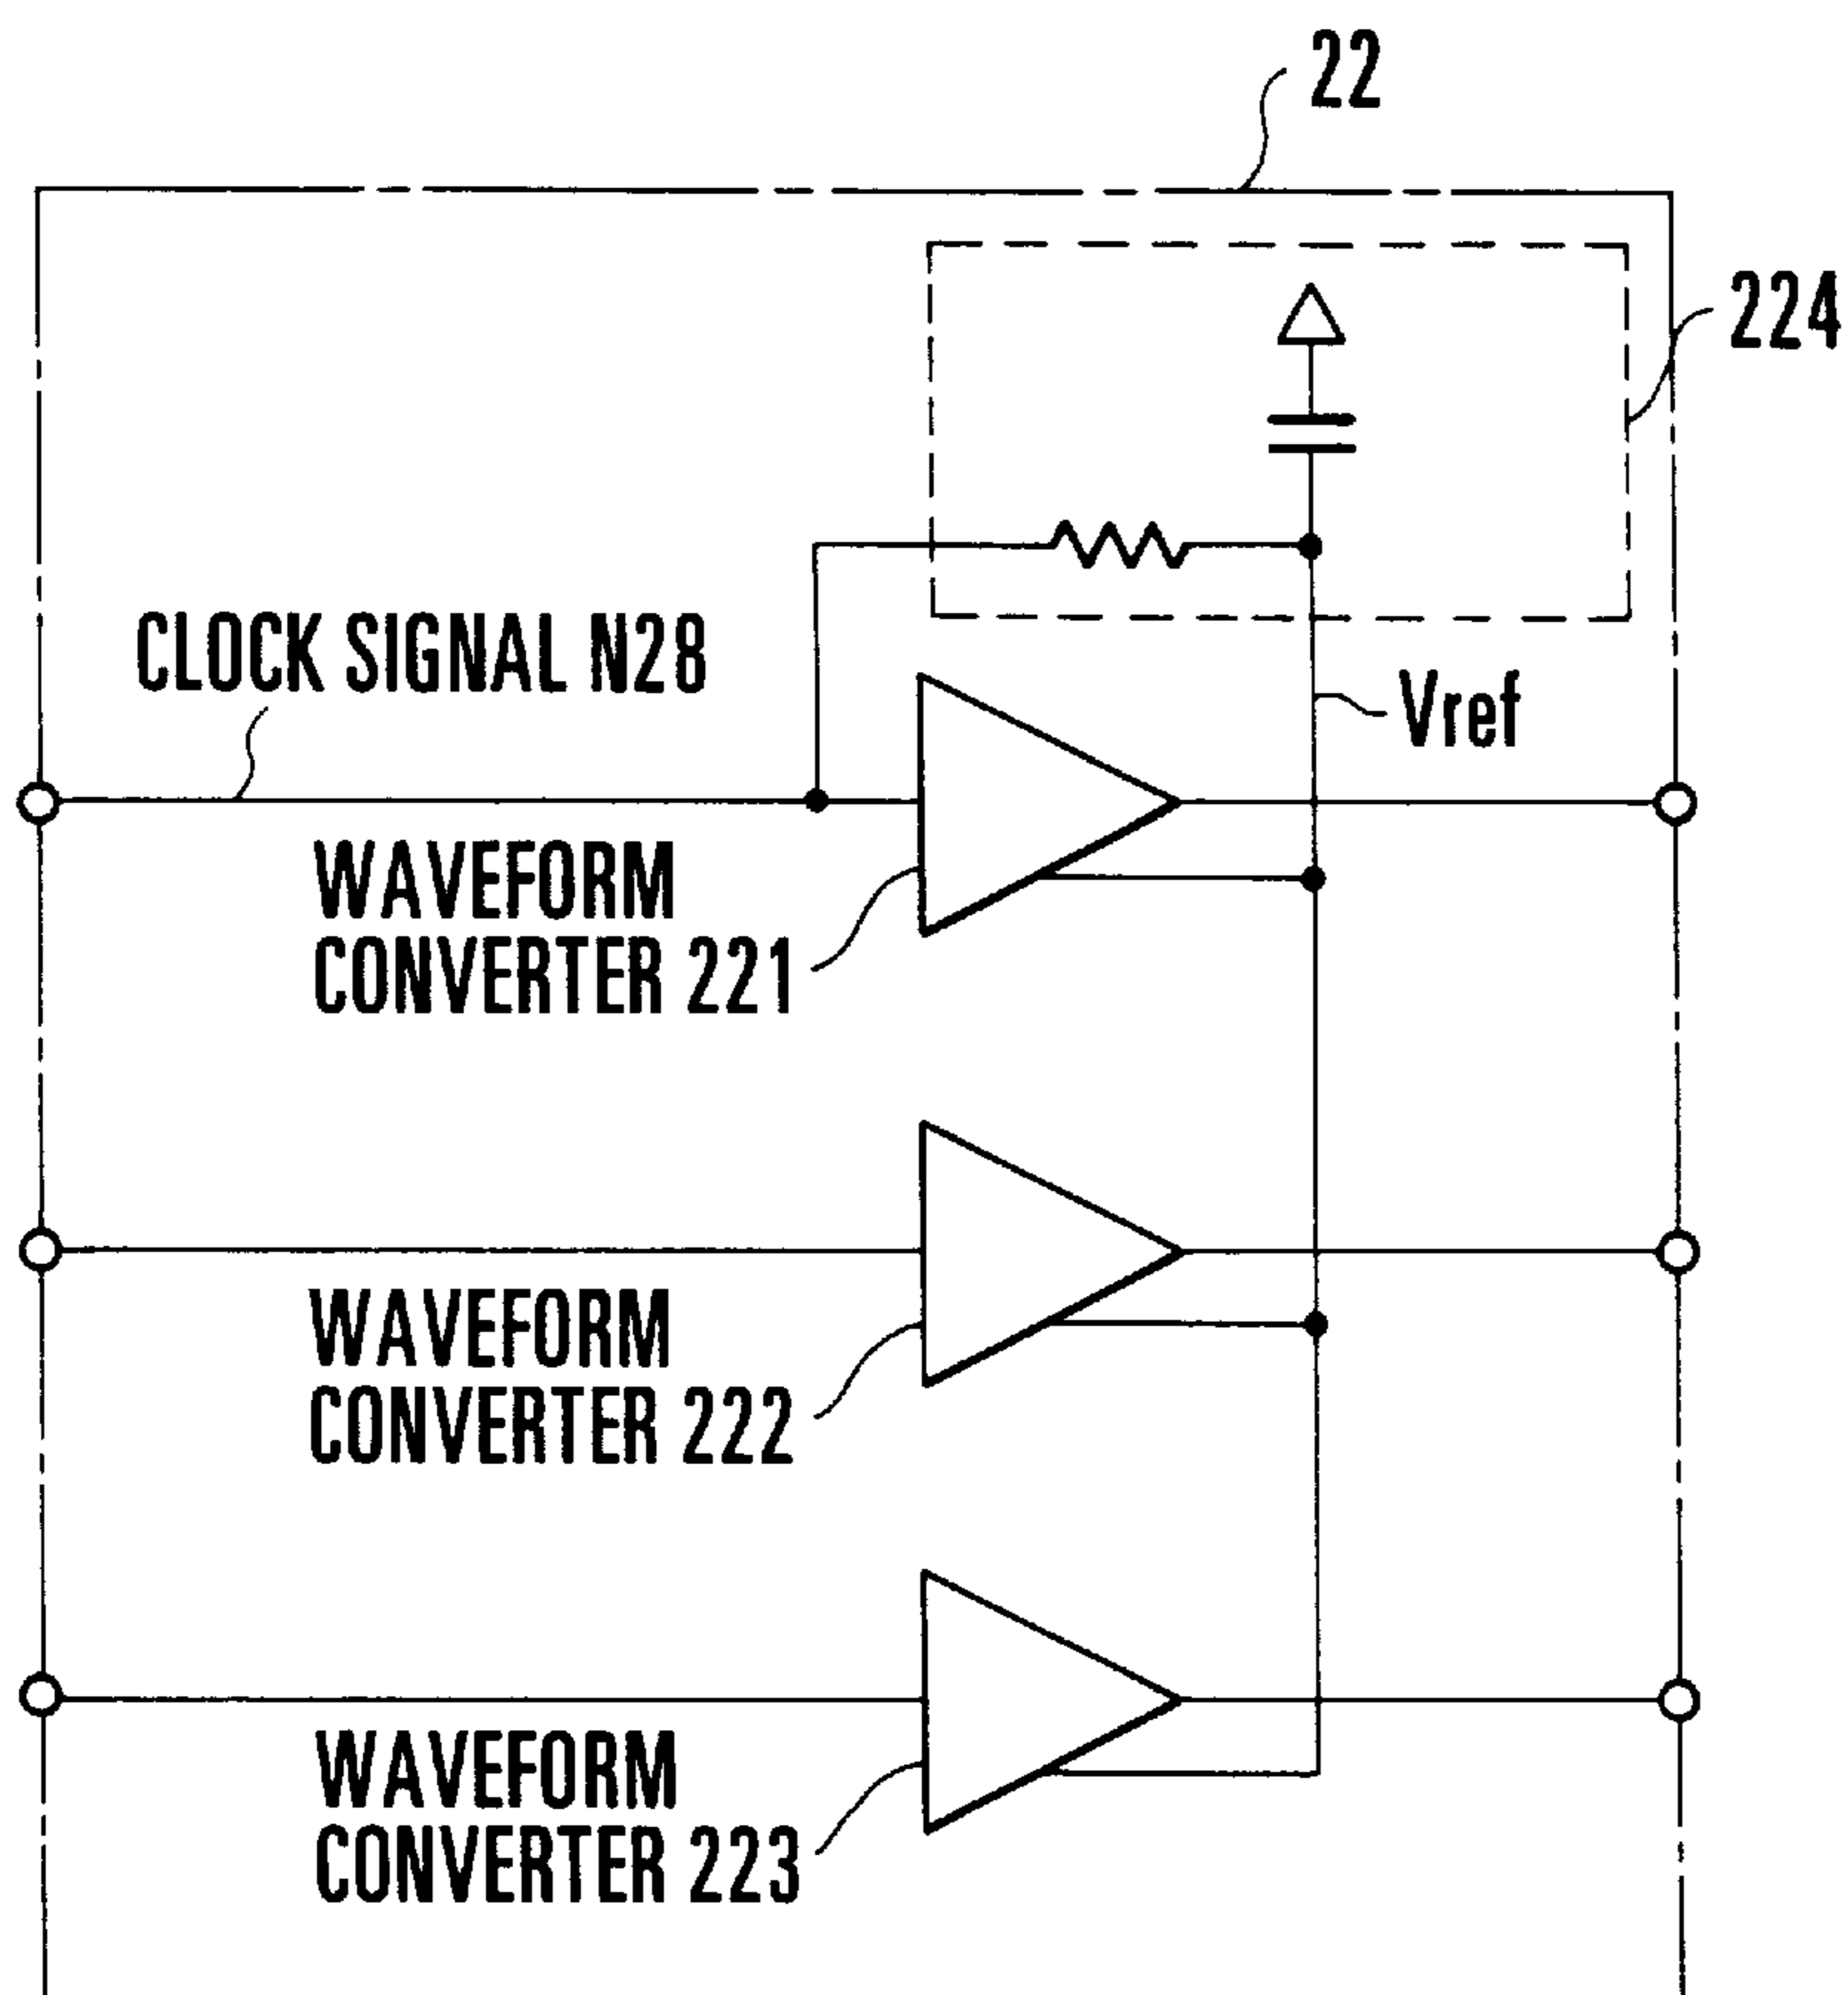 22
224
CLOCK SIGNAL N28
Vref
WAVEFORM
CONVERTER 221
WAVEFORM
CONVERTER 222
WAVEFORM
CONVERTER 223